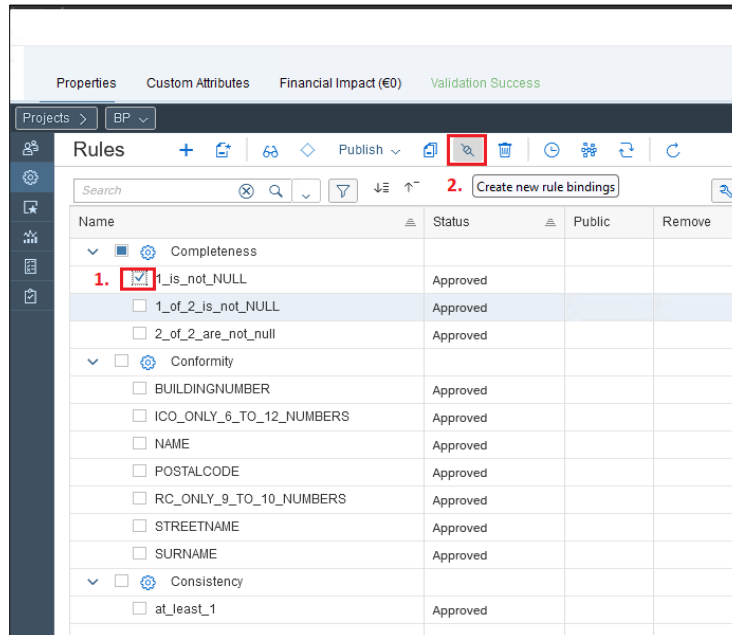 Properties Custom Attributes Financial Impact (€0) Validation Success
Projects > BP
Rules Publish
Search 2. Create new rule bindings
Name Status Public Remove
Completeness
1. 1_is_not_NULL Approved
1_of_2_is_not_NULL Approved
2_of_2_are_not_null Approved
Conformity
BUILDINGNUMBER Approved
ICO_ONLY_6_TO_12_NUMBERS Approved
NAME Approved
POSTALCODE Approved
RC_ONLY_9_TO_10_NUMBERS Approved
STREETNAME Approved
SURNAME Approved
Consistency
at_least_1 Approved